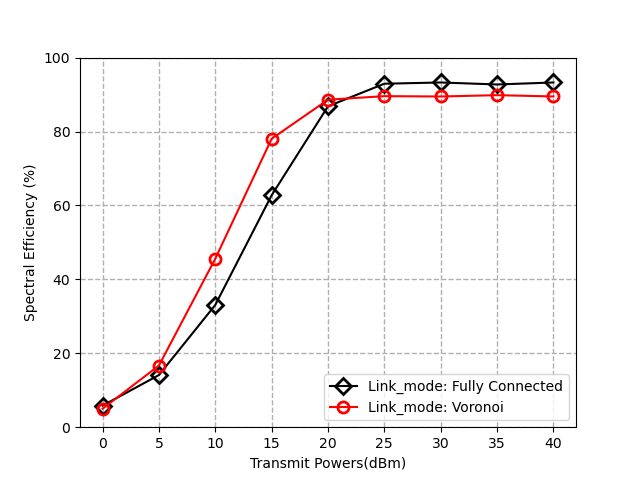 100
80
60
40
20
0
Spectral Efficiency (%)
Link_mode: Fully Connected
Link_mode: Voronoi
0 5 10 15 20 25 30 35 40
Transmit Powers(dBm)